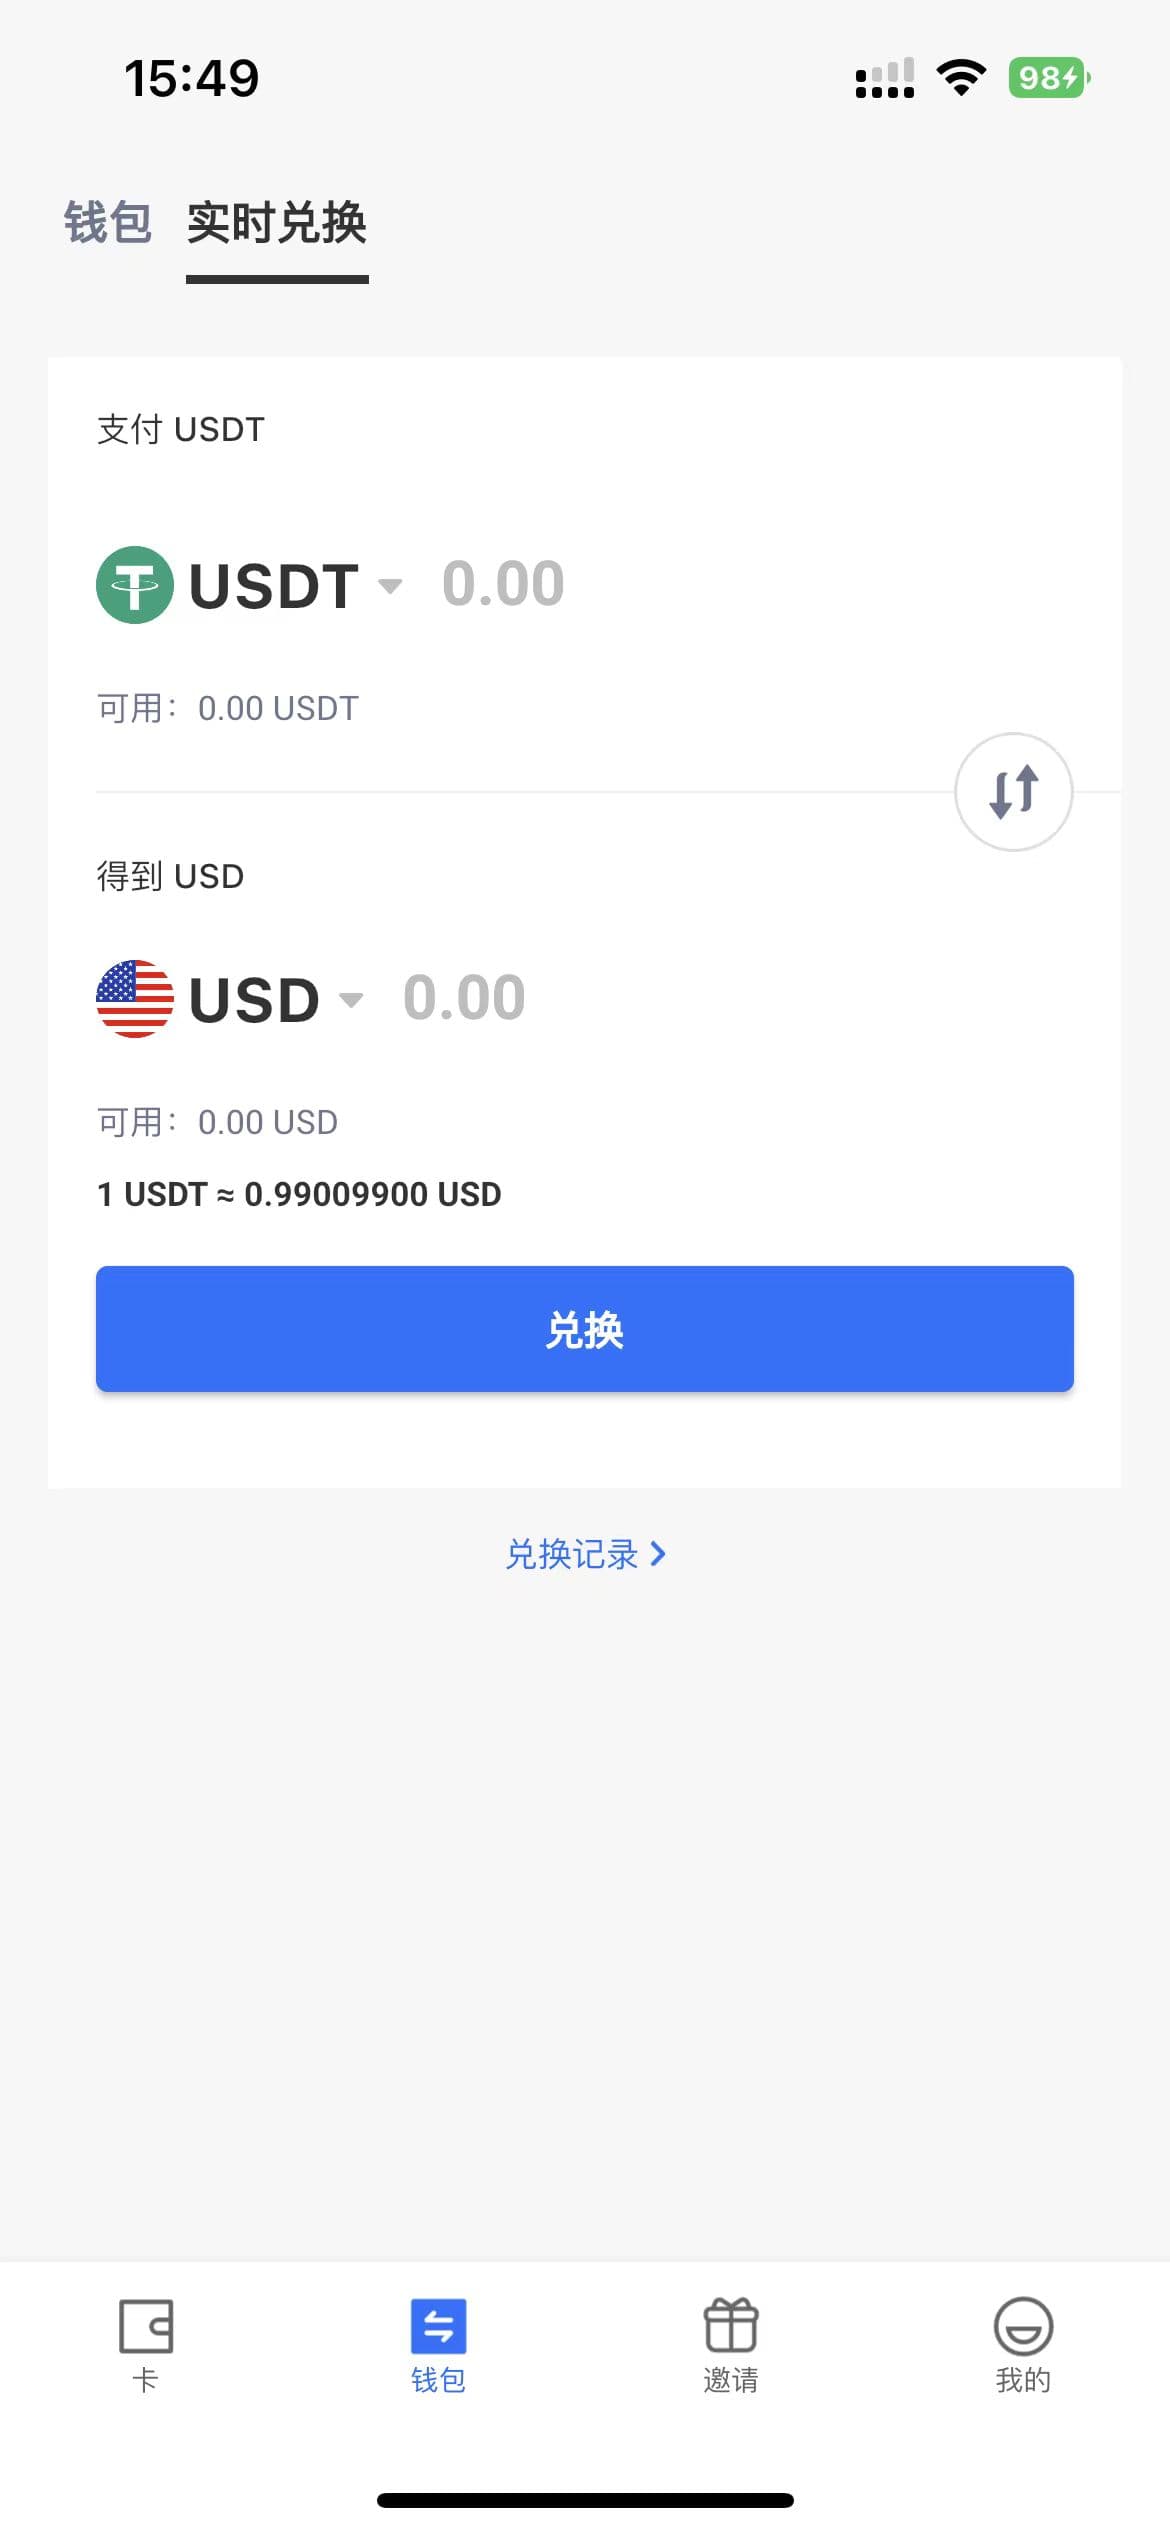 15:49
98
钱包 实时兑换
支付 USDT
USDT 0.00
可用：0.00 USDT
得到 USD
USD 0.00
可用：0.00 USD
1 USDT ≈ 0.99009900 USD
兑换
兑换记录
卡 钱包 邀请 我的